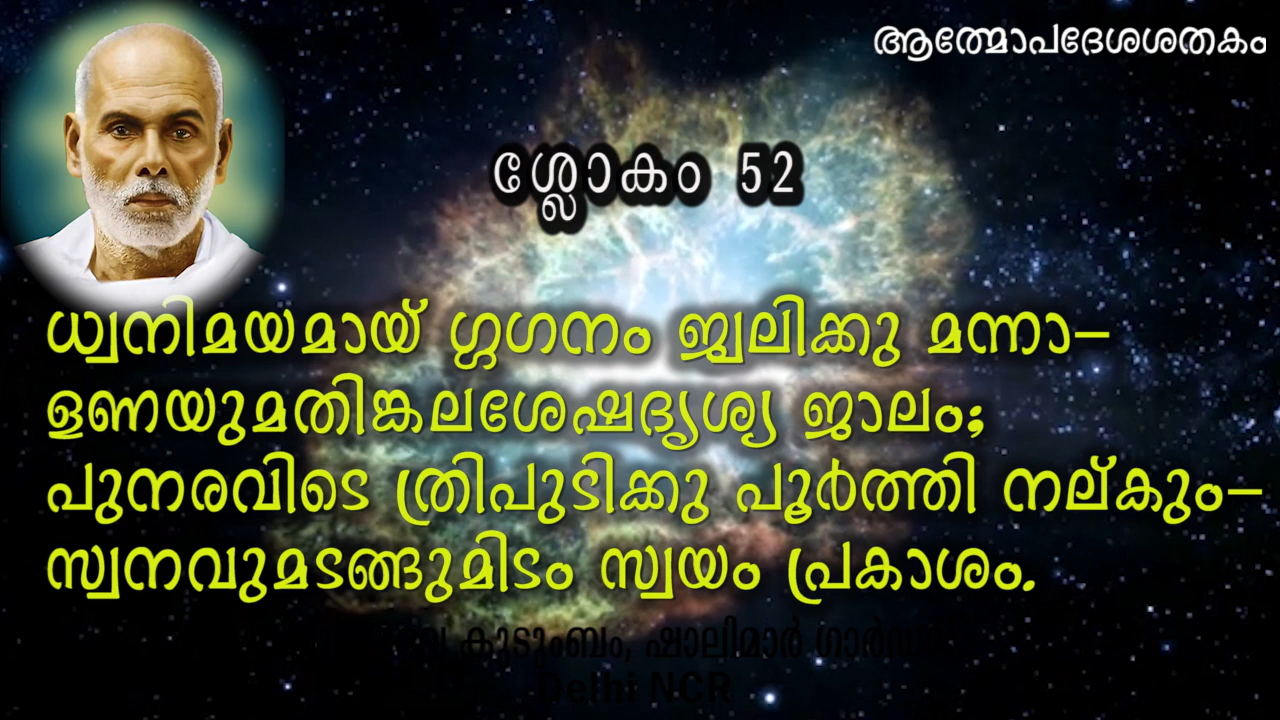 ആത്മോപദേശശതകം
ശ്ലോകം 52
ധ്വനിമയമായ് ഗ്ഗഗനം ജ്വലിക്കു മന്നാ–
ളണയുമതിങ്കലശേഷദൃശ്യ ജാലം;
പുനരവിടെ ത്രിപുടിക്കു പൂർത്തി നല്കും–
സ്വനവുമടങ്ങുമിടം സ്വയം പ്രകാശം.
കുടുംബം, ഷാലിമാർ
Delhi NCR